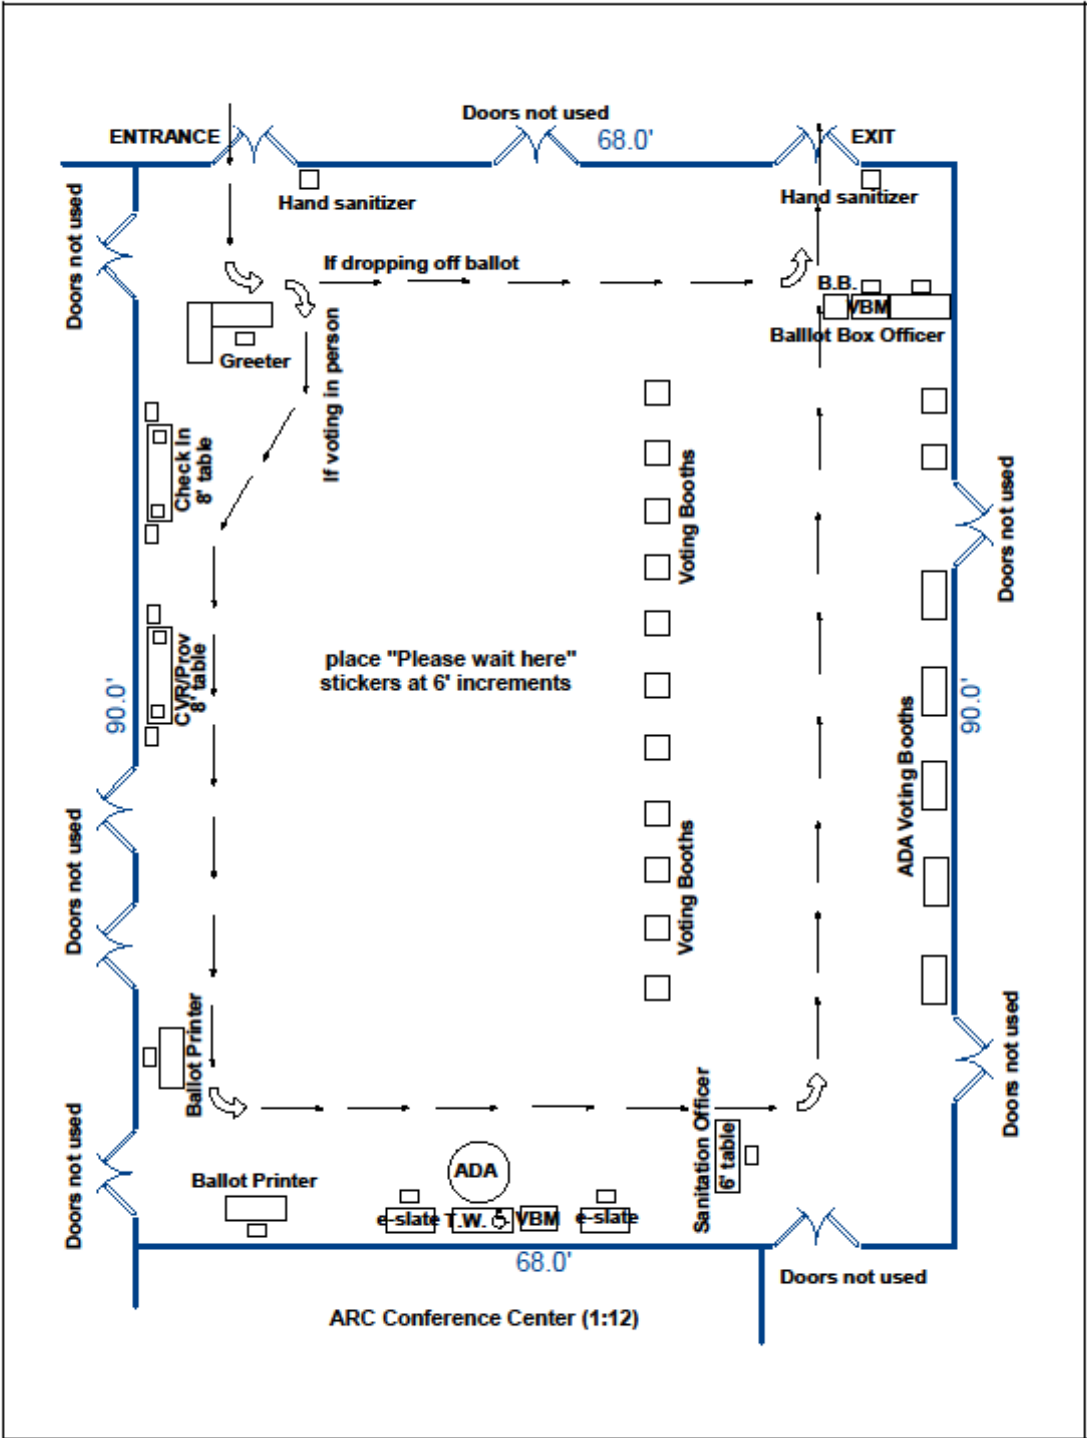 Doors not used
ENTRANCE
68.0'
EXIT
Hand sanitizer
Hand sanitizer
Doors not used
If dropping off ballot
B.B.
VBM
Balllot Box Officer
Greeter
If voting in person
Check In
8' table
Voting Booths
Doors not used
CVR/Prov
8' table
place "Please wait here"
stickers at 6' increments
90.0'
90.0'
ADA Voting Booths
Doors not used
Voting Booths
Ballot Printer
Doors not used
Doors not used
Sanitation Officer
6' table
ADA
Ballot Printer
e-slate
T.W.
VBM
e-slate
68.0'
Doors not used
ARC Conference Center (1:12)